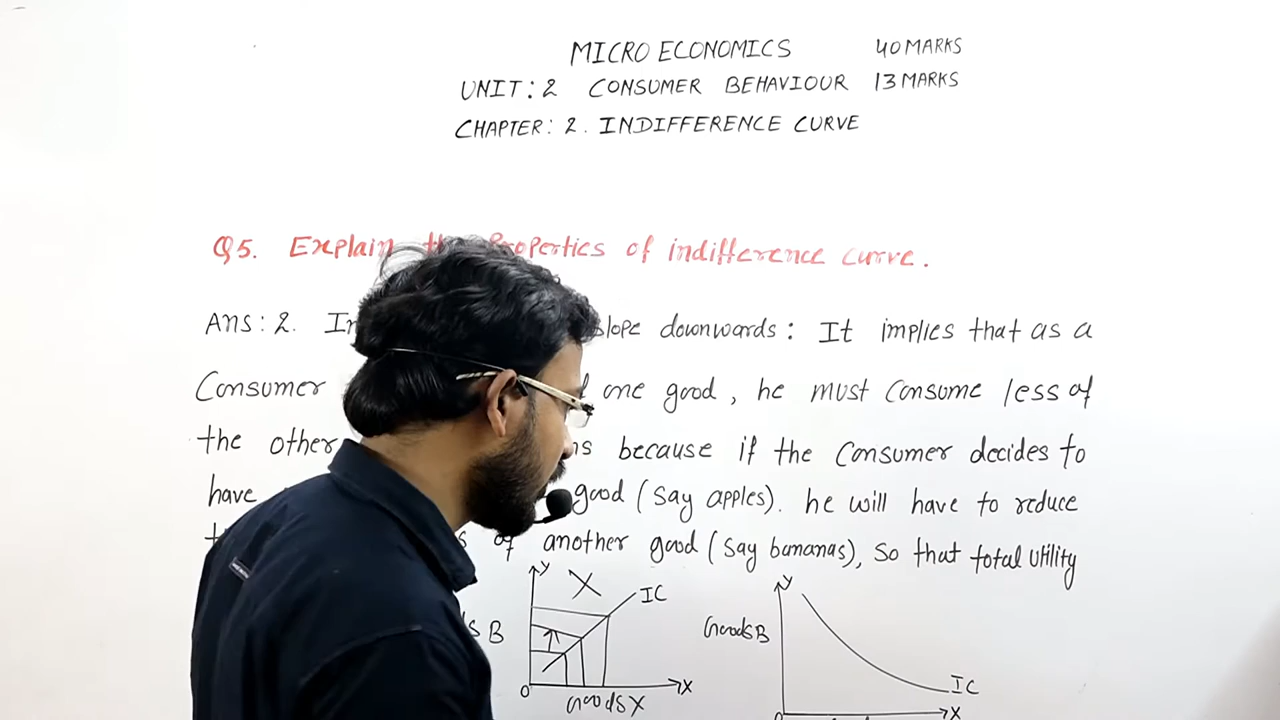 MICRO ECONOMICS 40 MARKS
UNIT: 2 CONSUMER BEHAVIOUR 13 MARKS
CHAPTER: 2. INDIFFERENCE CURVE
Q5. Explain the Properties of indifference curve.
Ans: 2. slope downwards: It implies that as a
Consumer one good, he must consume less of
the other because if the consumer decides to
have good (say apples). he will have to reduce
of another good (say bananas), so that total utility
B Y X IC O Goods X X
Goods B Y IC X